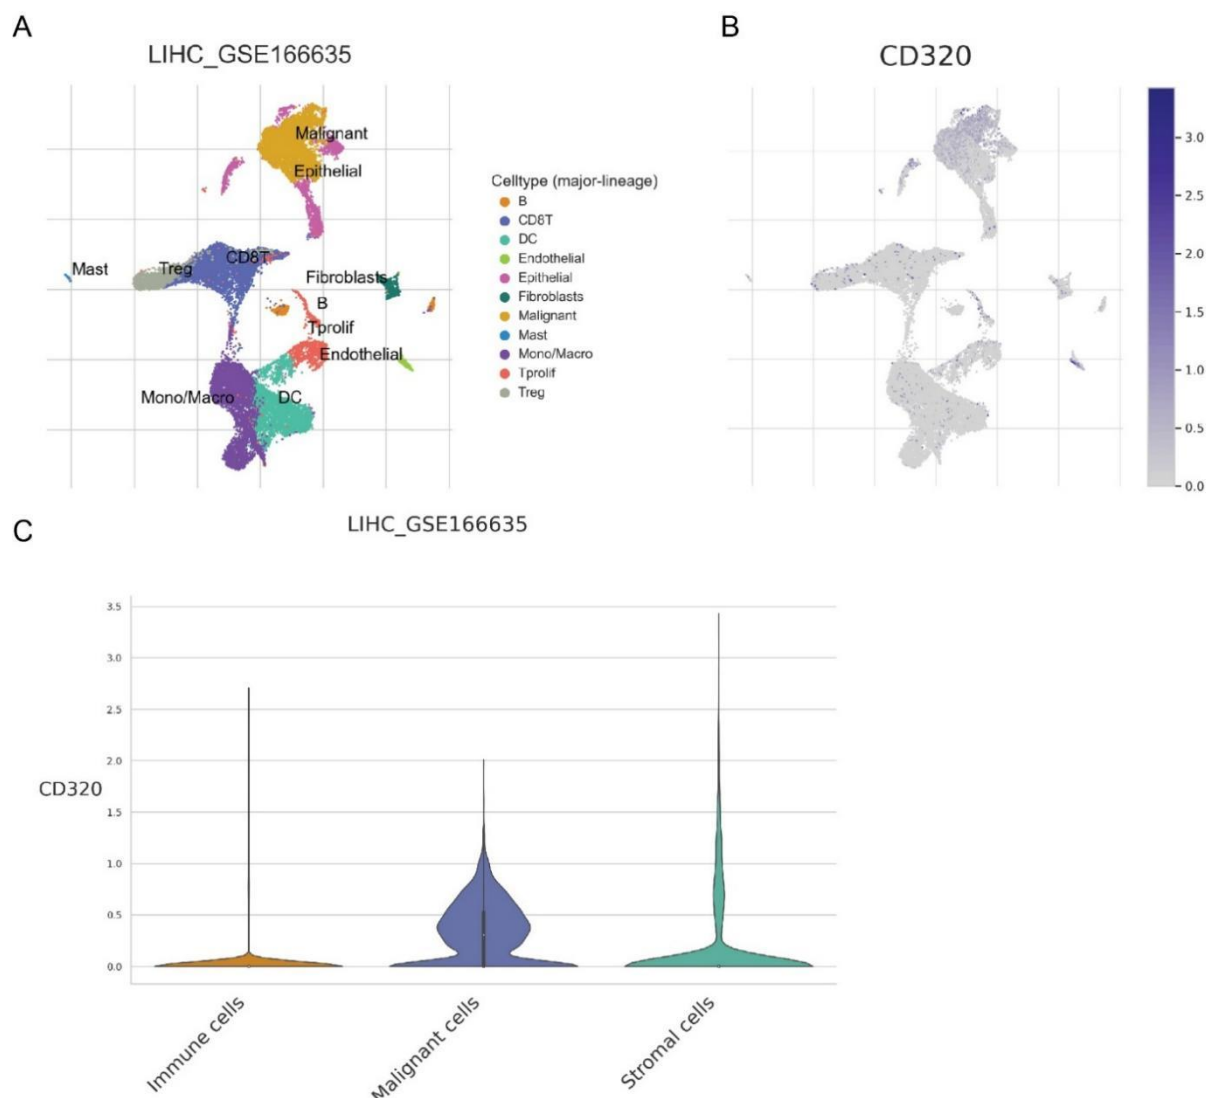 A
LIHC_GSE166635
Malignant
Epithelial
Mast
Treg
CD8T
Fibroblasts
B
Tprolif
Endothelial
Mono/Macro
DC
Celltype (major-lineage)
B
CD8T
DC
Endothelial
Epithelial
Fibroblasts
Malignant
Mast
Mono/Macro
Tprolif
Treg
B
CD320
3.0
2.5
2.0
1.5
1.0
0.5
0.0
C
LIHC_GSE166635
3.5
3.0
2.5
2.0
1.5
1.0
0.5
0.0
CD320
Immune cells
Malignant cells
Stromal cells